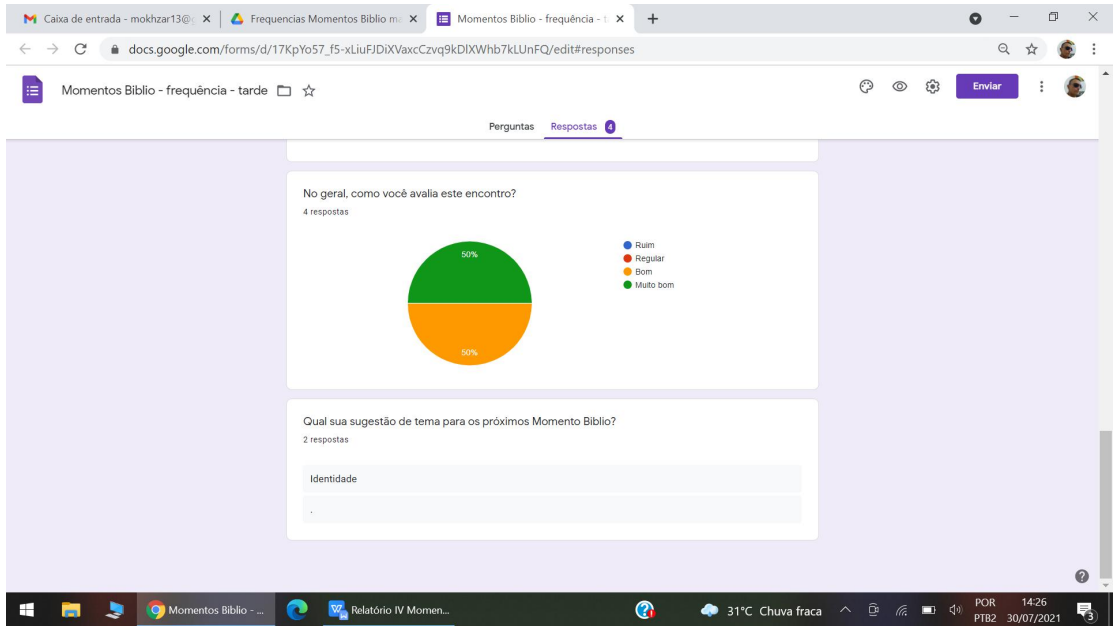 Caixa de entrada - mokhzar13@
Frequencias Momentos Biblio m
Momentos Biblio - frequência - t
docs.google.com/forms/d/17KpYo57_f5-xLiuFJDiXVaxcCzvq9kDlXWhb7kLUnFQ/edit#responses
Momentos Biblio - frequência - tarde
Enviar
Perguntas
Respostas 4
No geral, como você avalia este encontro?
4 respostas
50%
50%
Ruim
Regular
Bom
Muito bom
Qual sua sugestão de tema para os próximos Momento Biblio?
2 respostas
Identidade
.
Momentos Biblio - ...
Relatório IV Momen...
31°C Chuva fraca
POR
PTB2
14:26
30/07/2021
3